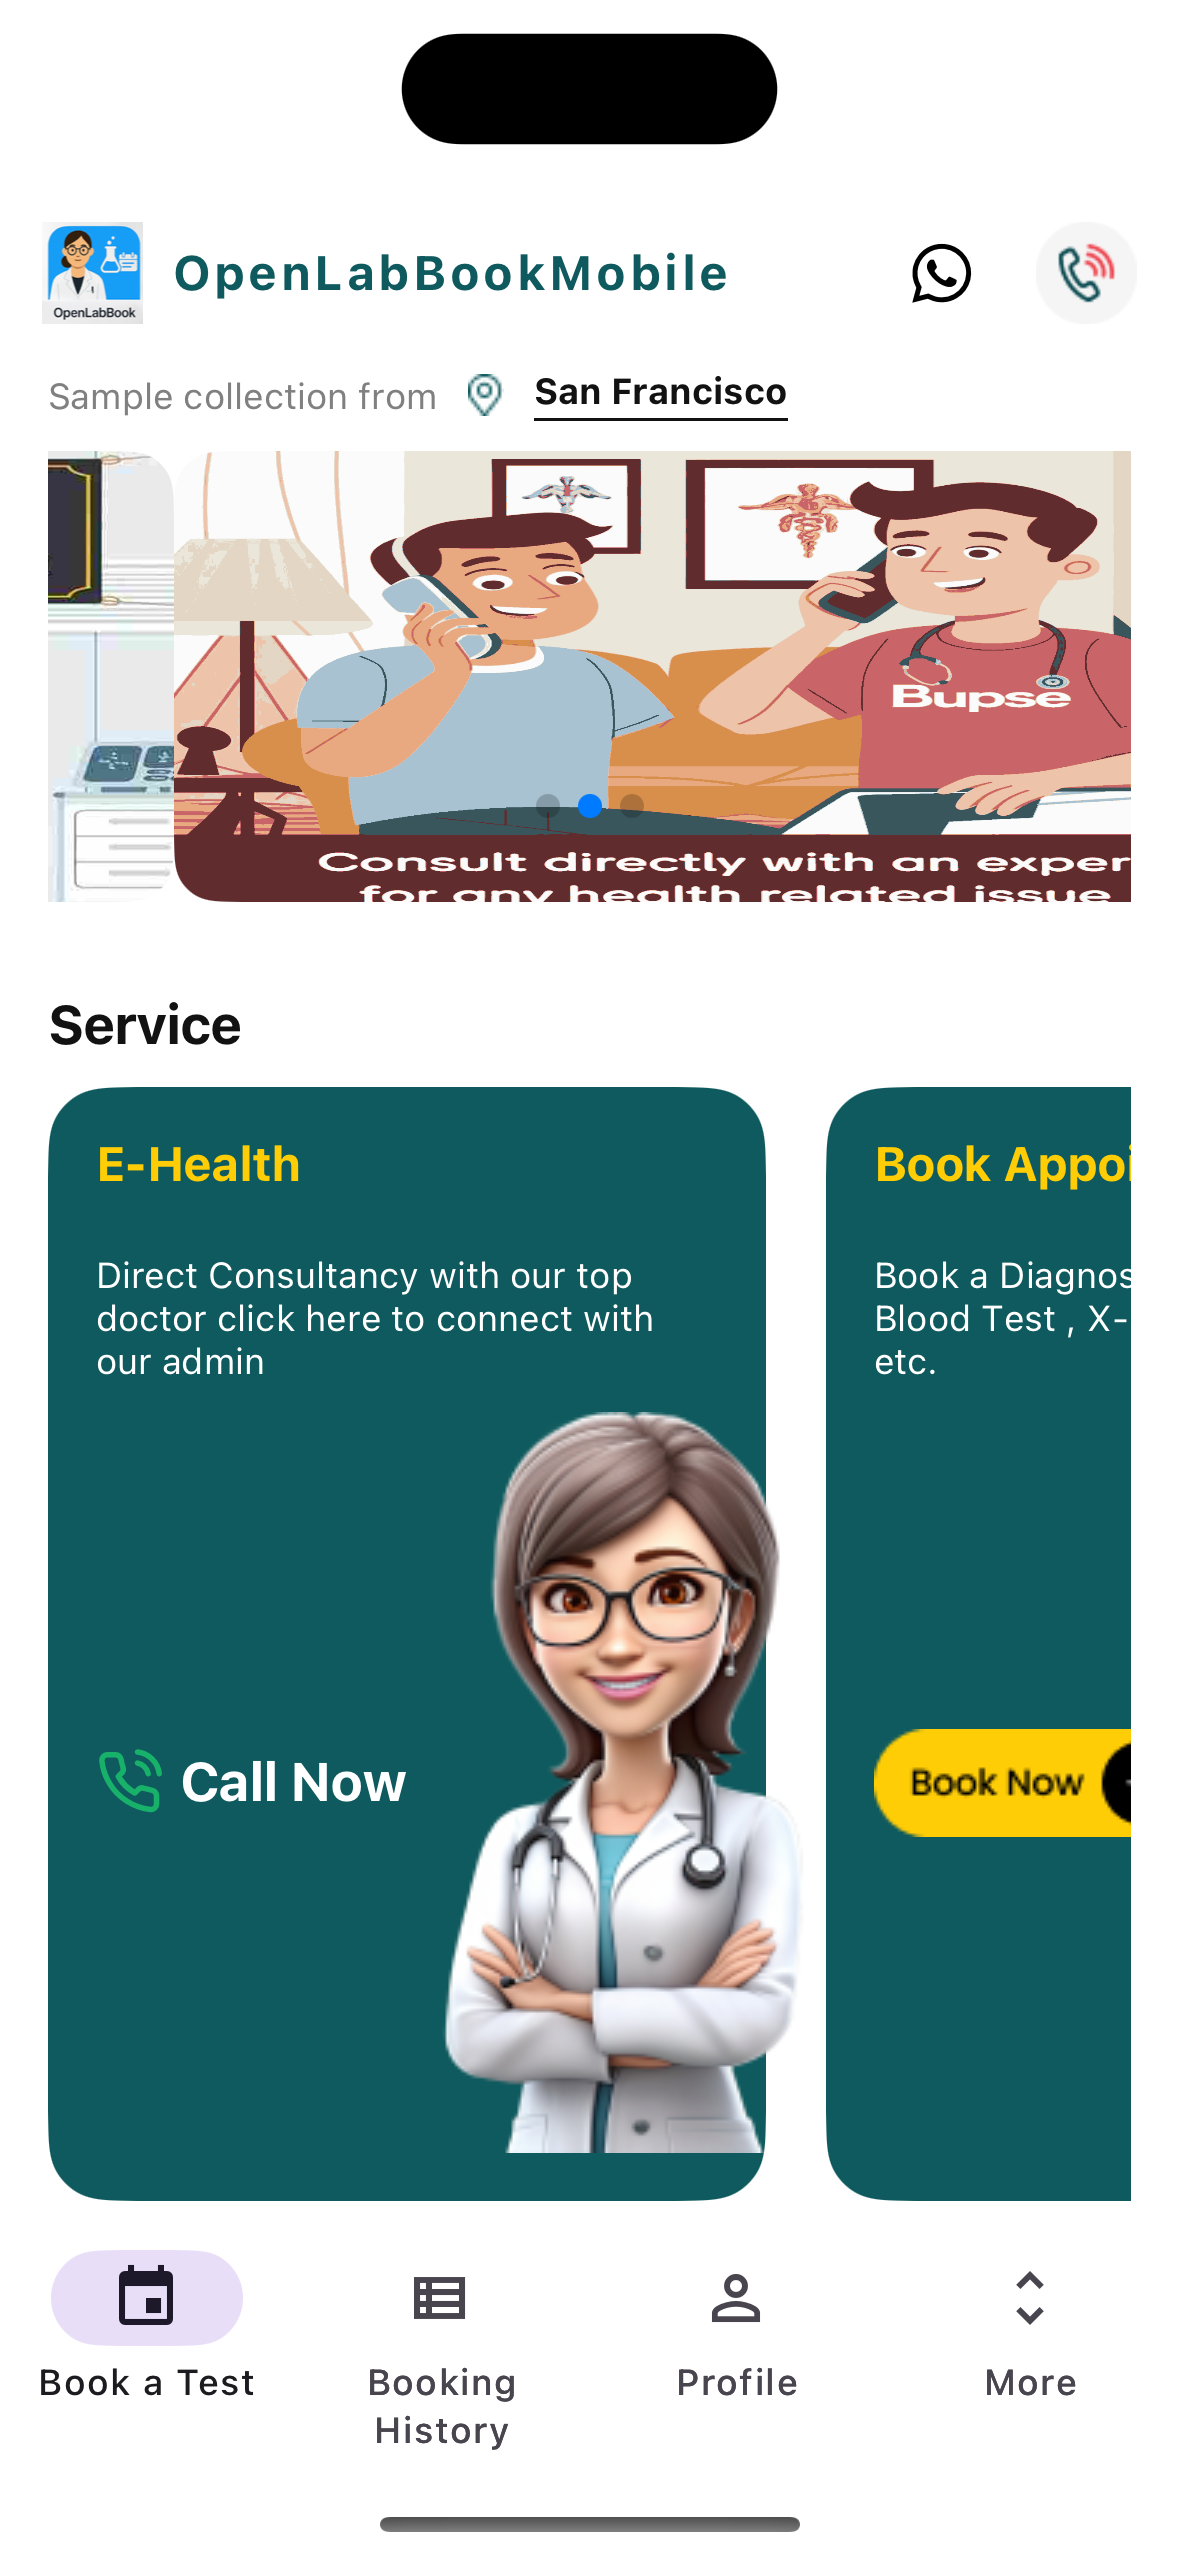 OpenLabBook
OpenLabBookMobile
Sample collection from San Francisco
Bupse
Consult directly with an exper
for any health related issue
Service
E-Health
Direct Consultancy with our top
doctor click here to connect with
our admin
Call Now
Book Appoi
Book a Diagnos
Blood Test , X-
etc.
Book Now
Book a Test
Booking
History
Profile
More